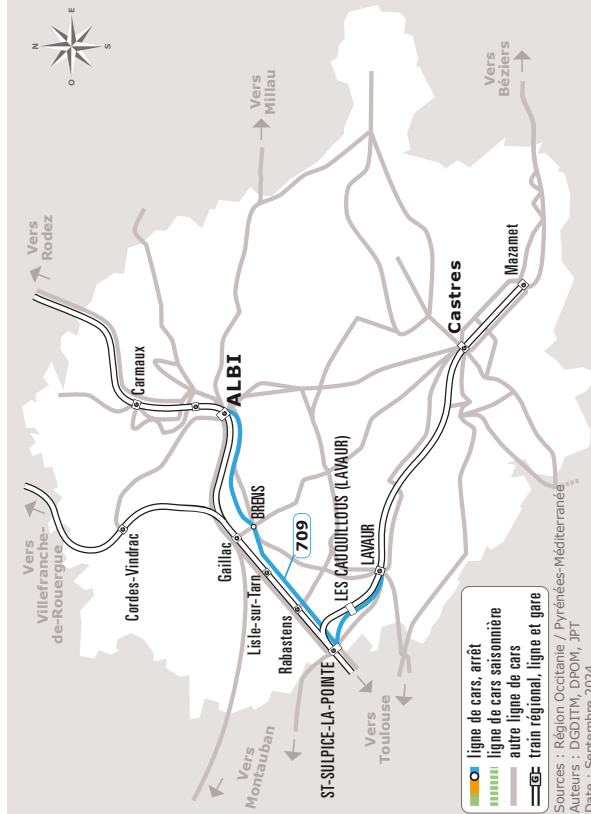 N
E
S
O
Vers
Rodez
Vers
Villefranche-
de-Rouergue
Vers
Millau
Vers
Béziers
Carmaux
Cordes-Vindrac
ALBI
Gaillac
BRENS
Lisle-sur-Tarn
709
Rabastens
LES CAUQUILLOUS (LAVAUR)
LAVAUR
ST-SULPICE-LA-POINTE
Castres
Mazamet
Vers
Montauban
Vers
Toulouse
ligne de cars, arrêt
ligne de cars saisonnière
autre ligne de cars
G train régional, ligne et gare
Sources : Région Occitanie / Pyrénées-Méditerranée
Auteurs : DGDITM, DPOM, JPT
Date : Septembre 2024